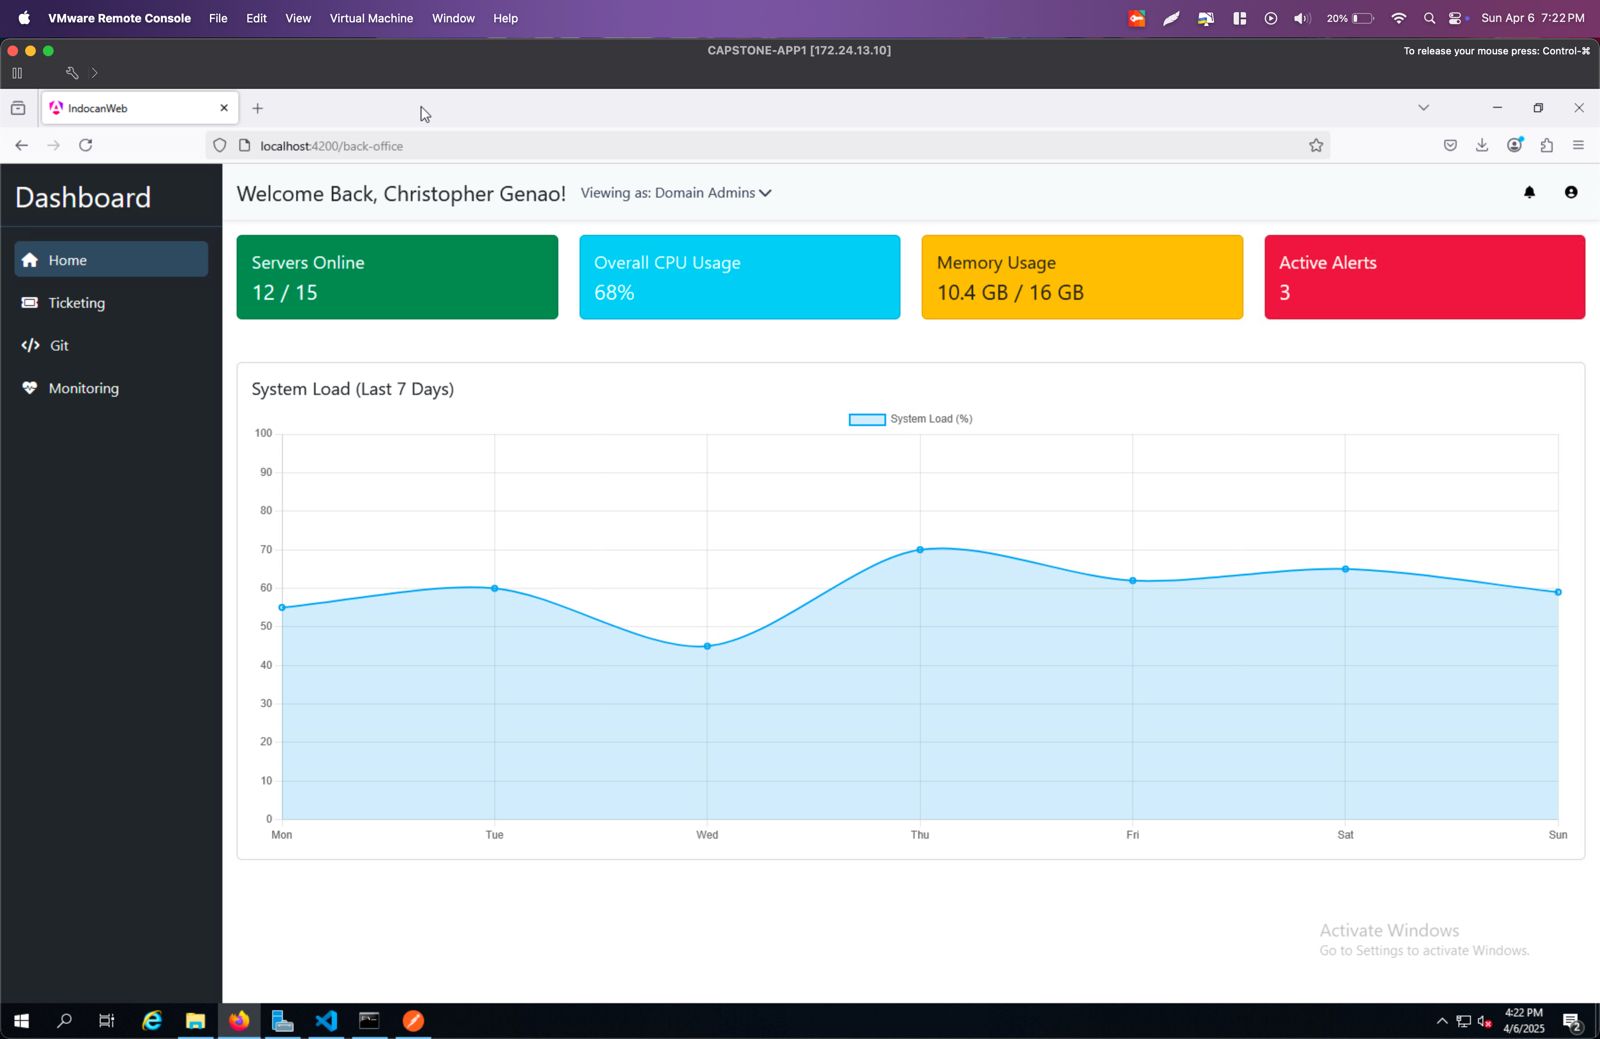 VMware Remote Console File Edit View Virtual Machine Window Help 20% Sun Apr 6 7:22 PM
CAPSTONE-APP1 [172.24.13.10] To release your mouse press: Control-⌘
IndocanWeb
localhost:4200/back-office
Dashboard
Home
Ticketing
Git
Monitoring
Welcome Back, Christopher Genao! Viewing as: Domain Admins
Servers Online
12 / 15
Overall CPU Usage
68%
Memory Usage
10.4 GB / 16 GB
Active Alerts
3
System Load (Last 7 Days)
System Load (%)
100
90
80
70
60
50
40
30
20
10
0
Mon Tue Wed Thu Fri Sat Sun
Activate Windows
Go to Settings to activate Windows.
4:22 PM
4/6/2025
2